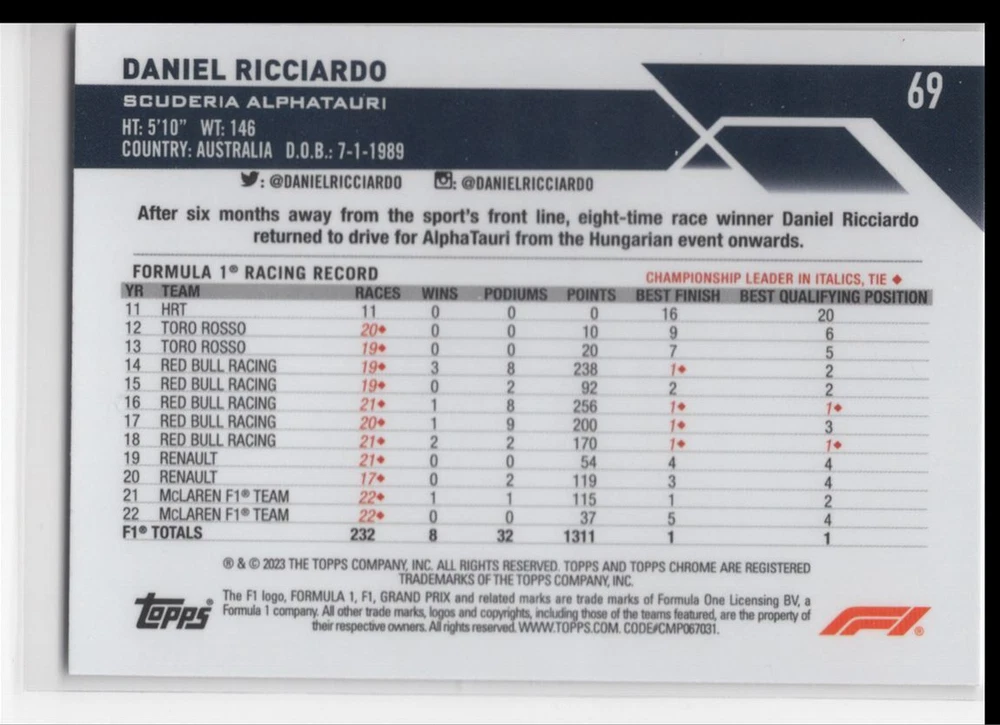 DANIEL RICCIARDO
69
SCUDERIA ALPHATAURI
HT: 5'10" WT: 146
COUNTRY: AUSTRALIA D.O.B.: 7-1-1989
: @DANIELRICCIARDO : @DANIELRICCIARDO
After six months away from the sport's front line, eight-time race winner Daniel Ricciardo
returned to drive for AlphaTauri from the Hungarian event onwards.
FORMULA 1® RACING RECORD CHAMPIONSHIP LEADER IN ITALICS, TIE ♦
YR TEAM RACES WINS PODIUMS POINTS BEST FINISH BEST QUALIFYING POSITION
11 HRT 11 0 0 0 16 20
12 TORO ROSSO 20♦ 0 0 10 9 6
13 TORO ROSSO 19♦ 0 0 20 7 5
14 RED BULL RACING 19♦ 3 8 238 1♦ 2
15 RED BULL RACING 19♦ 0 2 92 2 2
16 RED BULL RACING 21♦ 1 8 256 1♦ 1♦
17 RED BULL RACING 20♦ 1 9 200 1♦ 3
18 RED BULL RACING 21♦ 2 2 170 1♦ 1♦
19 RENAULT 21♦ 0 0 54 4 4
20 RENAULT 17♦ 0 2 119 3 4
21 McLAREN F1® TEAM 22♦ 1 1 115 1 2
22 McLAREN F1® TEAM 22♦ 0 0 37 5 4
F1® TOTALS 232 8 32 1311 1 1
® & © 2023 THE TOPPS COMPANY, INC. ALL RIGHTS RESERVED. TOPPS AND TOPPS CHROME ARE REGISTERED
TRADEMARKS OF THE TOPPS COMPANY, INC.
Topps®
The F1 logo, FORMULA 1, F1, GRAND PRIX and related marks are trade marks of Formula One Licensing BV, a
Formula 1 company. All other trade marks, logos and copyrights, including those of the teams featured, are the property of
their respective owners. All rights reserved. WWW.TOPPS.COM. CODE#CMP067031.
F1®